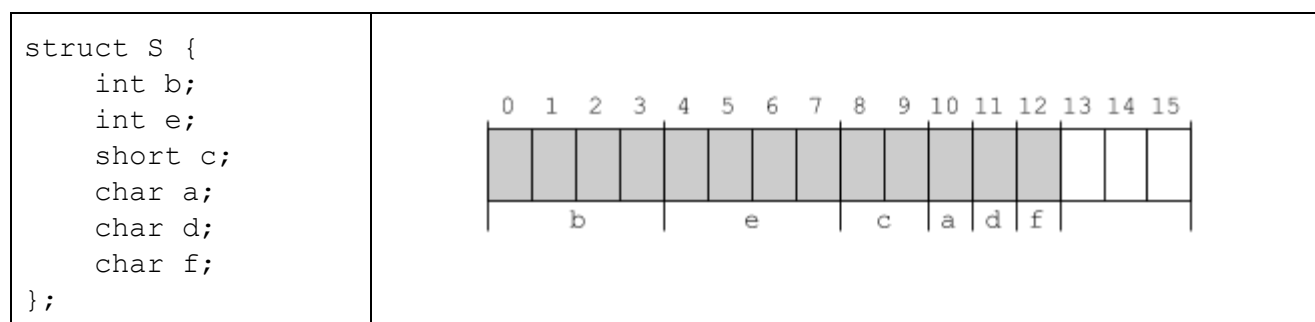 struct S {
    int b;
    int e;
    short c;
    char a;
    char d;
    char f;
};
0 1 2 3 4 5 6 7 8 9 10 11 12 13 14 15
b e c a d f